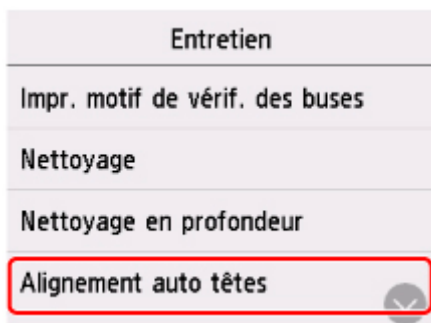 Entretien
Impr. motif de vérif. des buses
Nettoyage
Nettoyage en profondeur
Alignement auto têtes